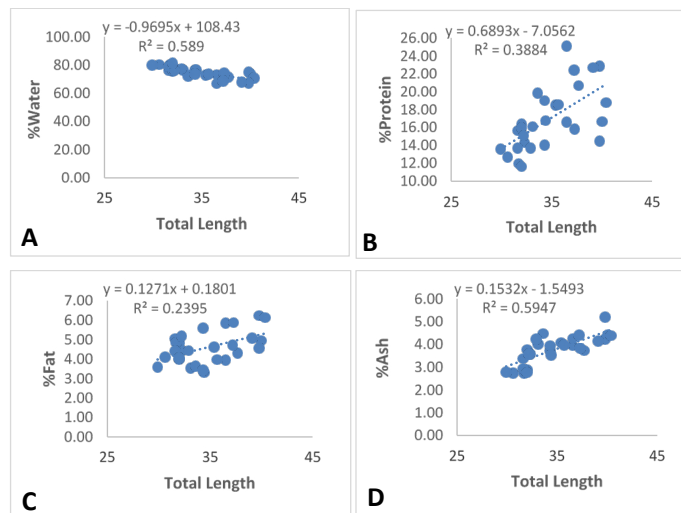 y = -0.9695x + 108.43
R² = 0.589
100.00
80.00
60.00
40.00
20.00
0.00
%Water
25
35
45
Total Length
A
y = 0.6893x - 7.0562
R² = 0.3884
26.00
24.00
22.00
20.00
18.00
16.00
14.00
12.00
10.00
%Protein
25
35
45
Total Length
B
y = 0.1271x + 0.1801
R² = 0.2395
7.00
6.00
5.00
4.00
3.00
2.00
1.00
0.00
%Fat
25
35
45
Total Length
C
y = 0.1532x - 1.5493
R² = 0.5947
6.00
5.00
4.00
3.00
2.00
1.00
0.00
%Ash
25
35
45
Total Length
D